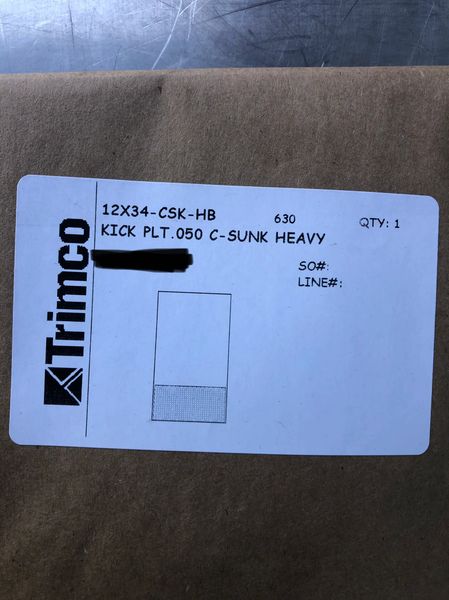 Trimco
12X34-CSK-HB 630 QTY: 1
KICK PLT.050 C-SUNK HEAVY
SO#:
LINE#: